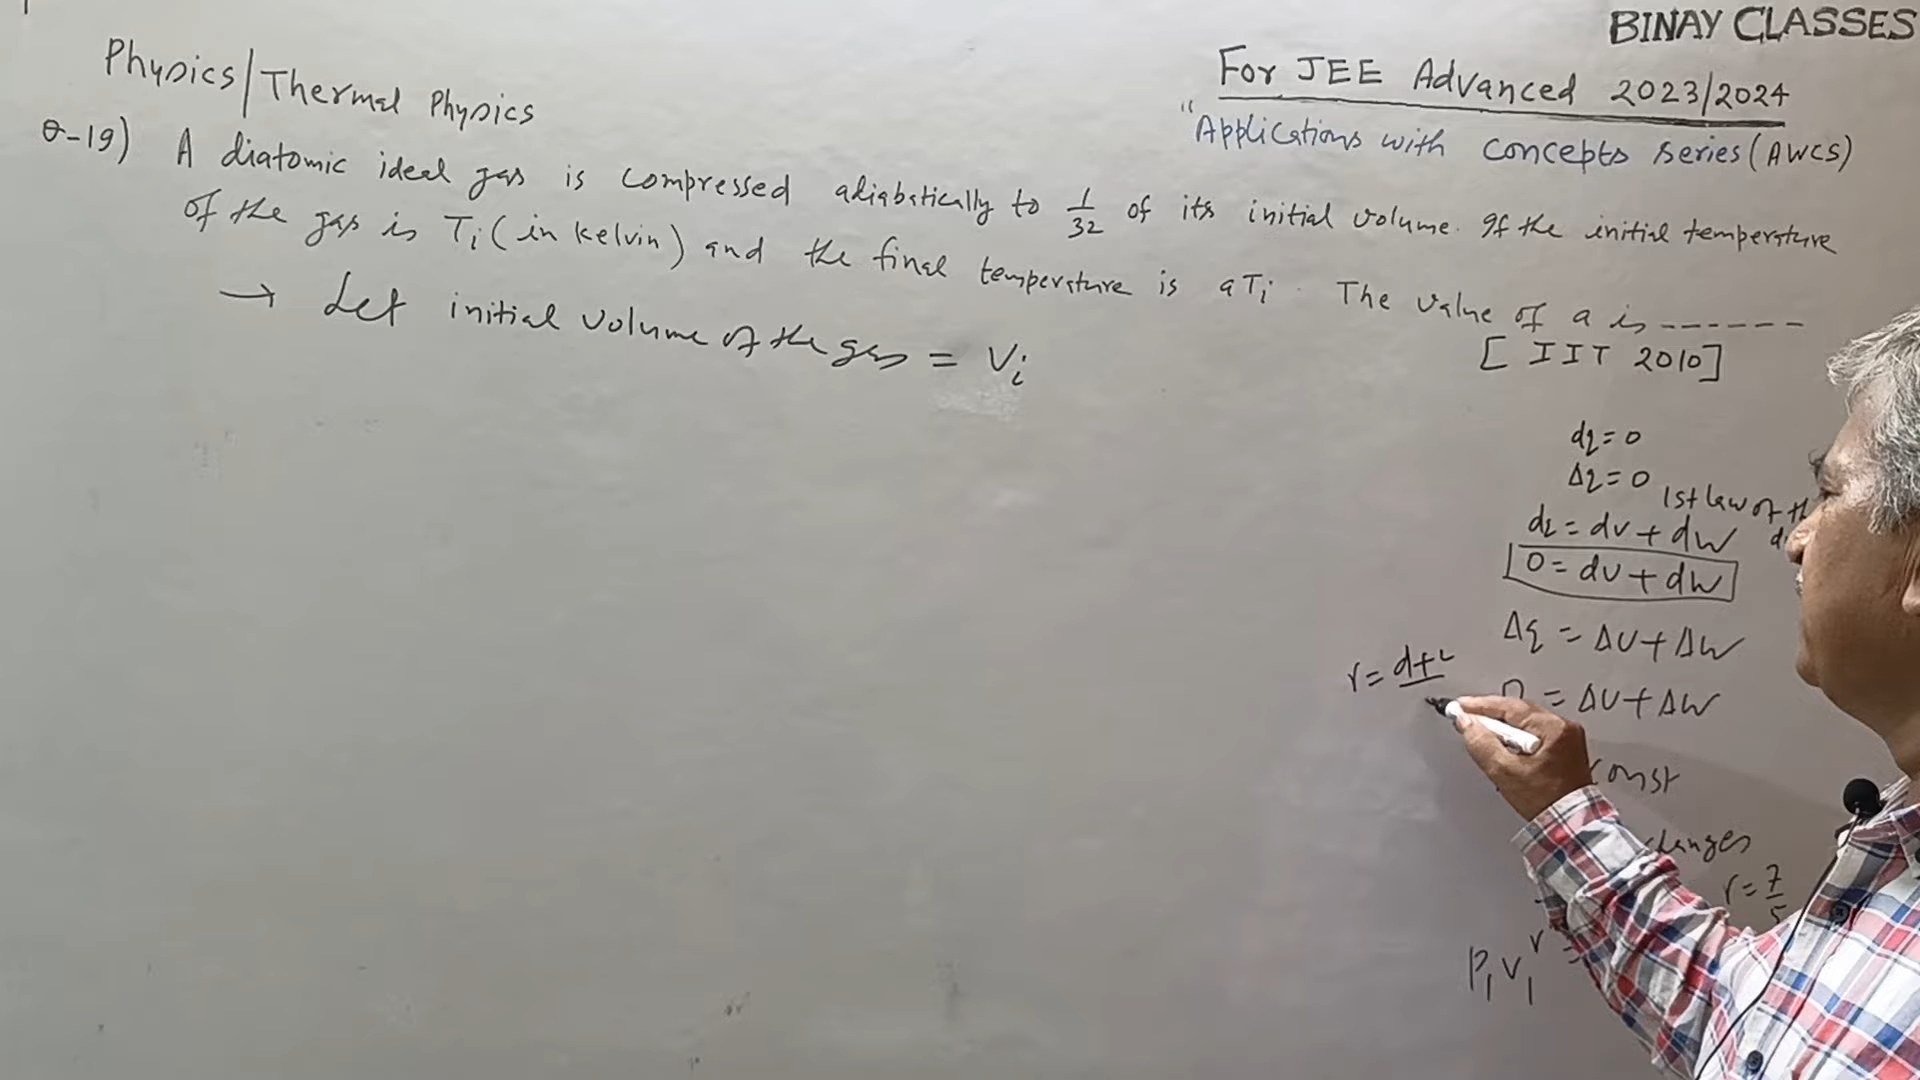 BINAY CLASSES
For JEE Advanced 2023/2024
"Applications with concepts series (AWCS)
Physics/Thermal Physics
Q-19) A diatomic ideal gas is compressed adiabatically to 1/32 of its initial volume. If the initial temperature
of the gas is Ti (in Kelvin) and the final temperature is aTi. The value of a is ------
[IIT 2010]
→ Let initial volume of the gas = Vi
dq = 0
Δq = 0
1st law of
dq = dU + dW
0 = dU + dW
Δq = ΔU + ΔW
= ΔU + ΔW
const
changes
r = 7/5
r = d+2
P₁V₁^r =